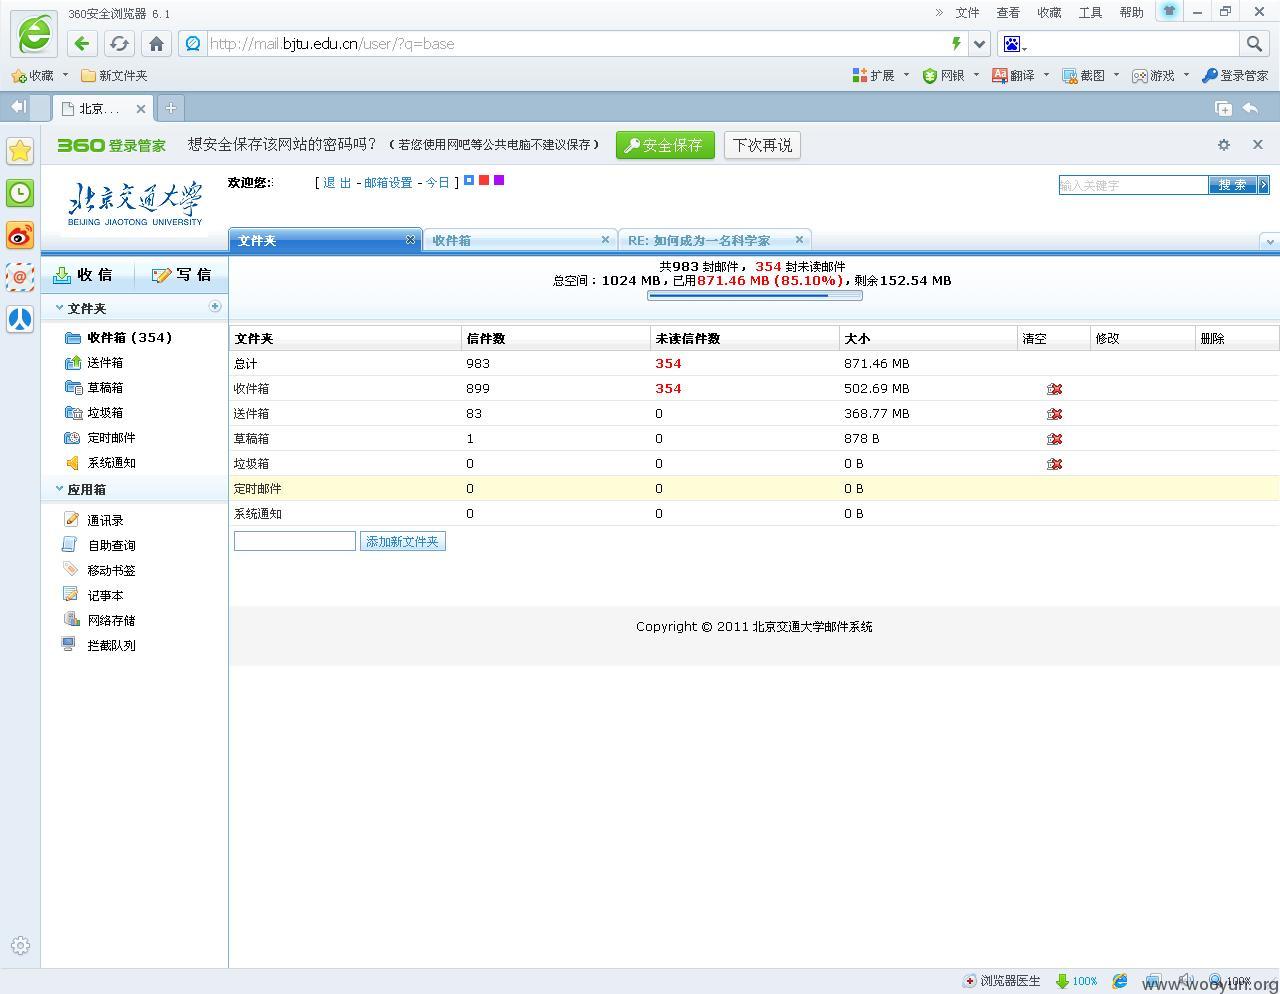 360安全浏览器 6.1
» 文件 查看 收藏 工具 帮助
http://mail.bjtu.edu.cn/user/?q=base
收藏 新文件夹 扩展 网银 翻译 截图 游戏 登录管家
北京...
360登录管家 想安全保存该网站的密码吗? (若您使用网吧等公共电脑不建议保存) 安全保存 下次再说
北京交通大学
BEIJING JIAOTONG UNIVERSITY
欢迎您: [退 出 - 邮箱设置 - 今日]
输入关键字 搜 索
文件夹 收件箱 RE: 如何成为一名科学家
收 信 写 信
共983 封邮件, 354 封未读邮件
总空间:1024 MB,已用871.46 MB (85.10%),剩余152.54 MB
文件夹
收件箱 (354)
送件箱
草稿箱
垃圾箱
定时邮件
系统通知
应用箱
通讯录
自助查询
移动书签
记事本
网络存储
拦截队列
文件夹 信件数 未读信件数 大小 清空 修改 删除
总计 983 354 871.46 MB
收件箱 899 354 502.69 MB
送件箱 83 0 368.77 MB
草稿箱 1 0 878 B
垃圾箱 0 0 0 B
定时邮件 0 0 0 B
系统通知 0 0 0 B
添加新文件夹
Copyright © 2011 北京交通大学邮件系统
浏览器医生 100% 100%
www.wooyun.org